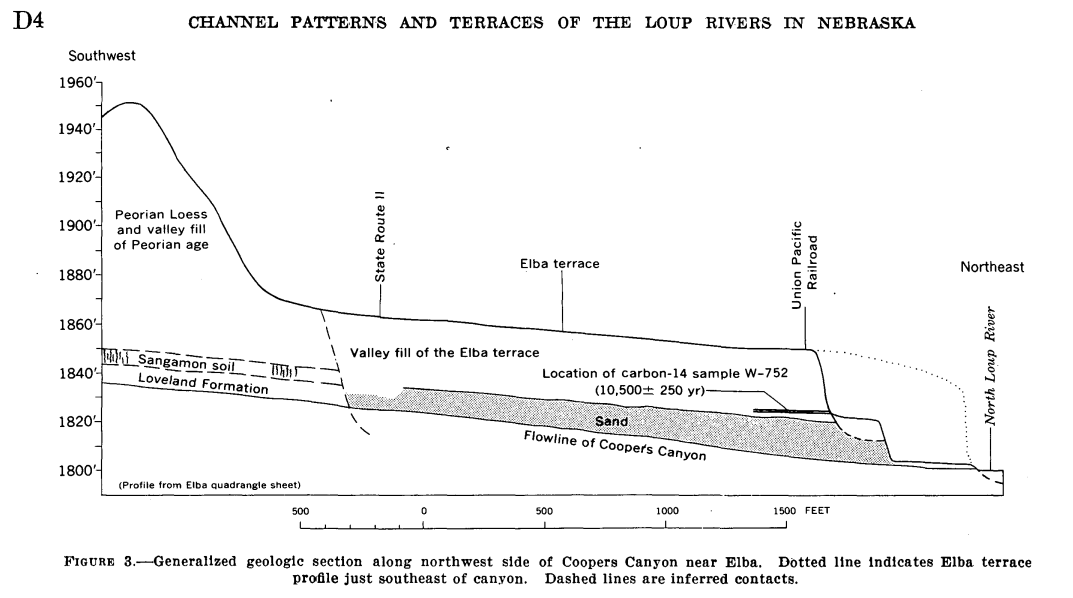 D4
CHANNEL PATTERNS AND TERRACES OF THE LOUP RIVERS IN NEBRASKA
Southwest
1960'
1940'
1920'
1900'
1880'
1860'
1840'
1820'
1800'
Peorian Loess
and valley fill
of Peorian age
State Route II
Elba terrace
Union Pacific
Railroad
Northeast
North Loup River
Valley fill of the Elba terrace
Sangamon soil
Loveland Formation
Location of carbon-14 sample W-752
(10,500± 250 yr)
Sand
Flowline of Coopers Canyon
(Profile from Elba quadrangle sheet)
500 0 500 1000 1500 FEET
FIGURE 3.—Generalized geologic section along northwest side of Coopers Canyon near Elba. Dotted line indicates Elba terrace
profile just southeast of canyon. Dashed lines are inferred contacts.